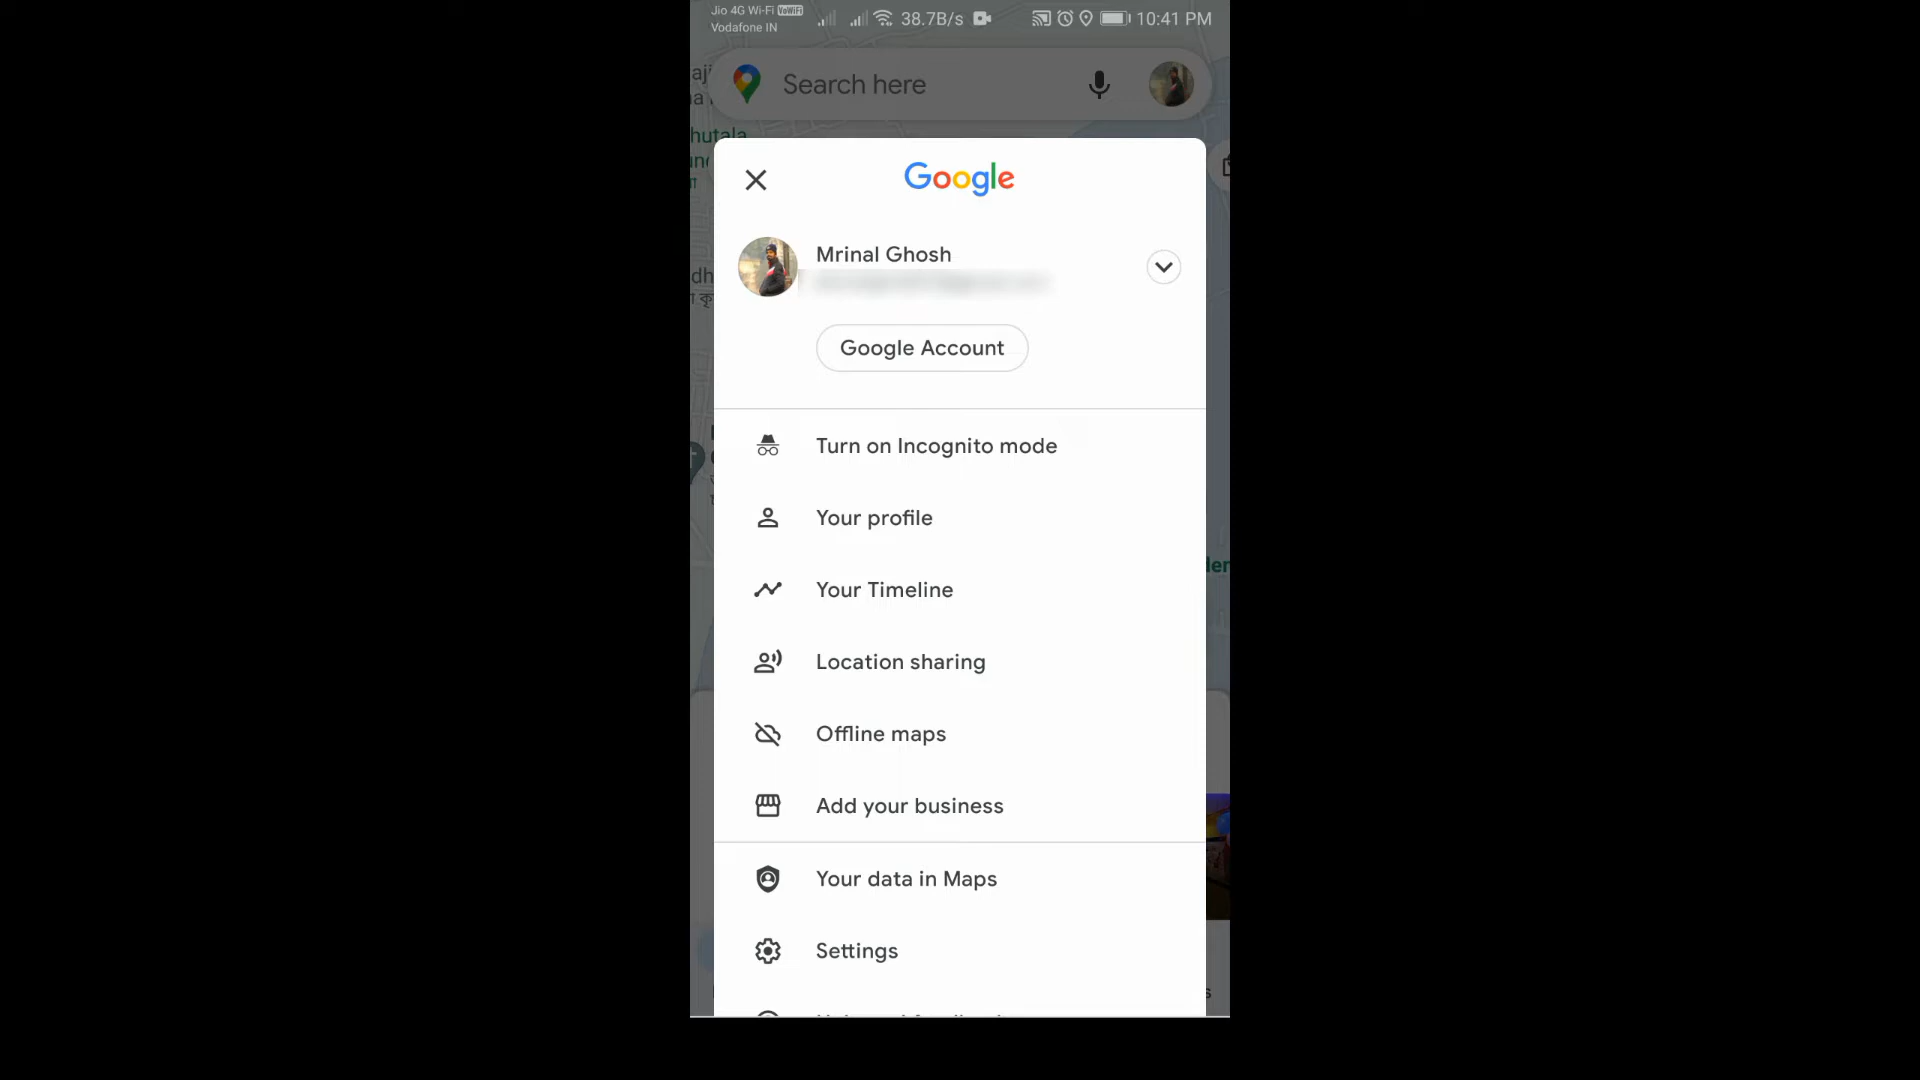 Jio 4G Wi-Fi VoWiFi
Vodafone IN
38.7B/s
10:41 PM
Search here
hutala
Google
Mrinal Ghosh
Google Account
Turn on Incognito mode
Your profile
Your Timeline
Location sharing
Offline maps
Add your business
Your data in Maps
Settings